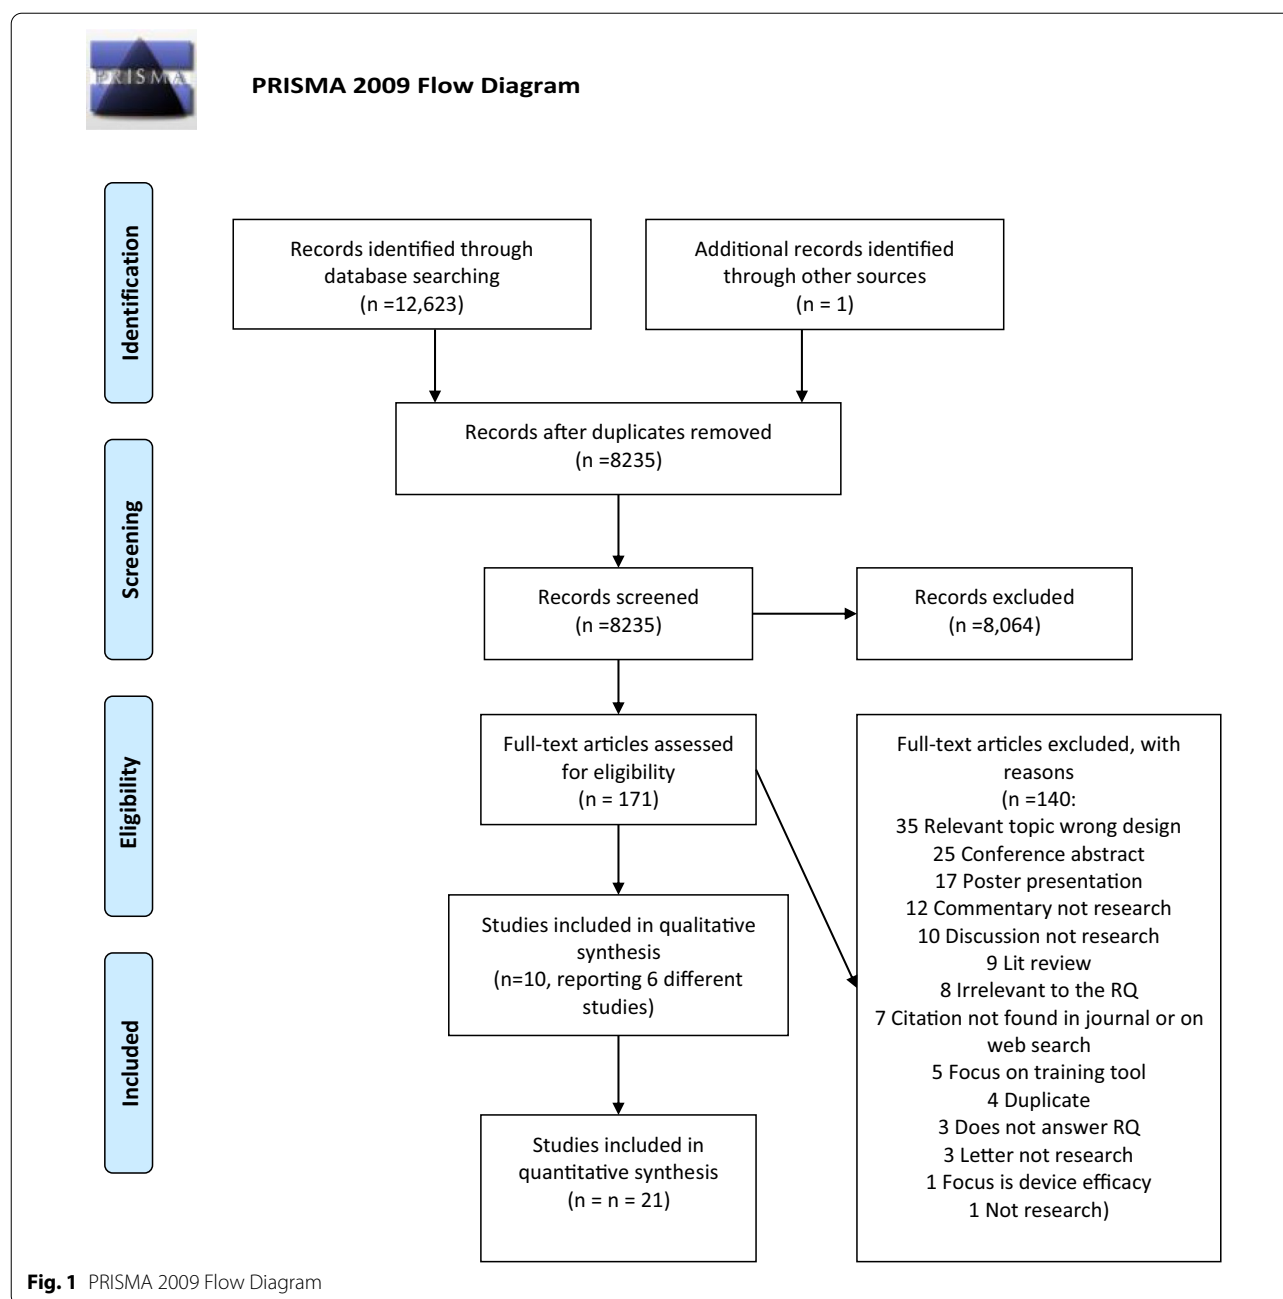 PRISMA
PRISMA 2009 Flow Diagram
Identification
Records identified through
database searching
(n =12,623)
Additional records identified
through other sources
(n = 1)
Records after duplicates removed
(n =8235)
Screening
Records screened
(n =8235)
Records excluded
(n =8,064)
Eligibility
Full-text articles assessed
for eligibility
(n = 171)
Full-text articles excluded, with
reasons
(n =140:
35 Relevant topic wrong design
25 Conference abstract
17 Poster presentation
12 Commentary not research
10 Discussion not research
9 Lit review
8 Irrelevant to the RQ
7 Citation not found in journal or on
web search
5 Focus on training tool
4 Duplicate
3 Does not answer RQ
3 Letter not research
1 Focus is device efficacy
1 Not research)
Studies included in qualitative
synthesis
(n=10, reporting 6 different
studies)
Included
Studies included in
quantitative synthesis
(n = n = 21)
Fig. 1 PRISMA 2009 Flow Diagram